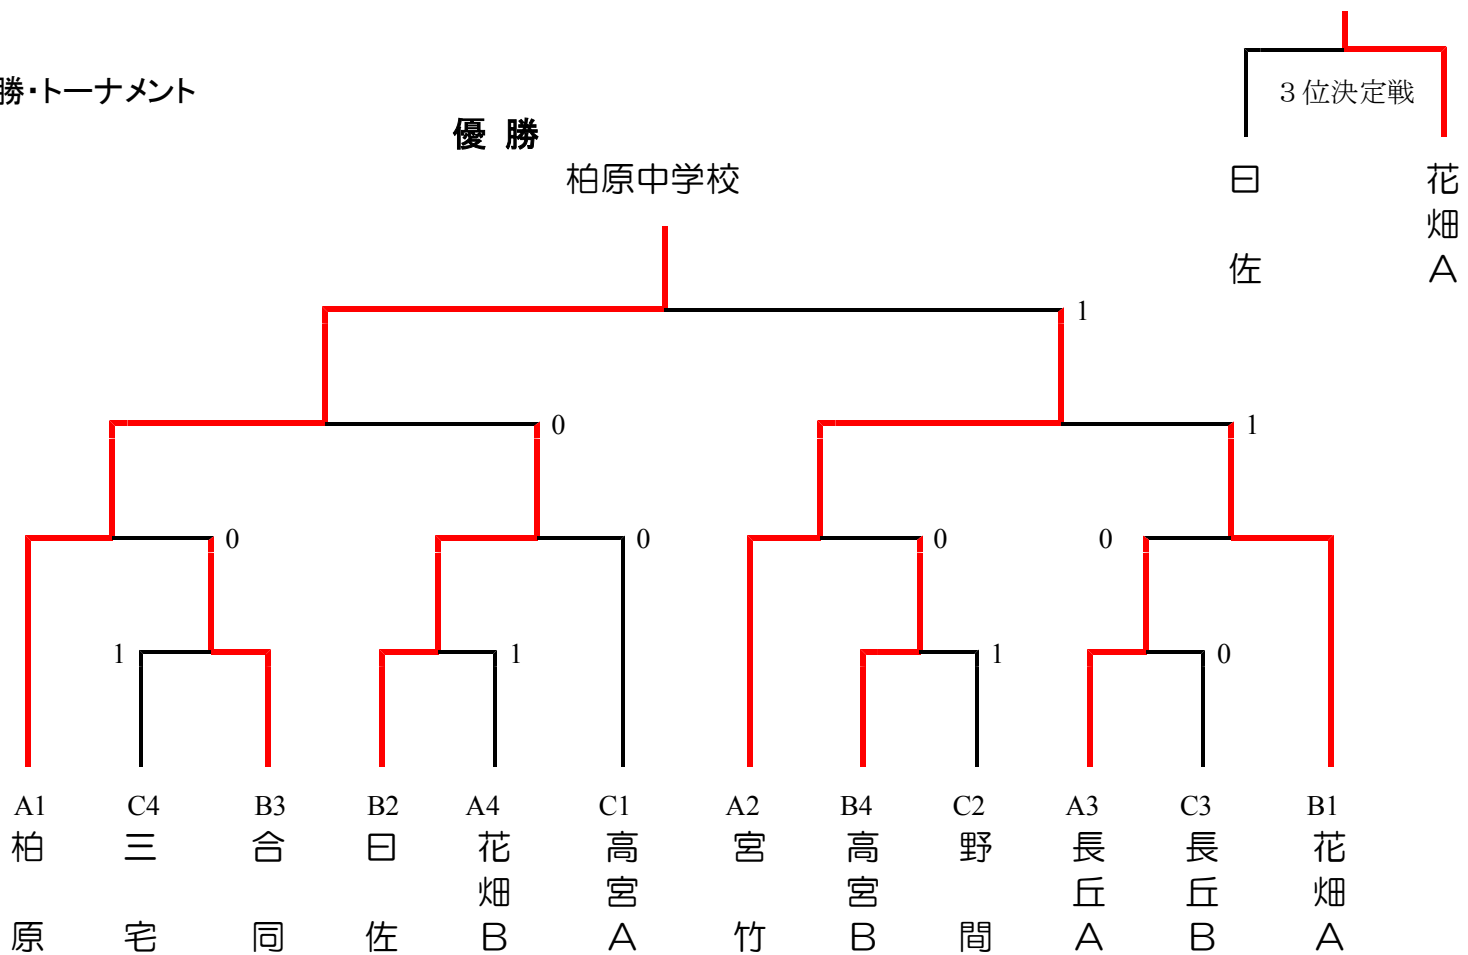 勝・トーナメント
優 勝
柏原中学校
3位決定戦
日佐
花畑A
1
0
1
0
0
0
0
1
1
1
0
A1
C4
B3
B2
A4
C1
A2
B4
C2
A3
C3
B1
柏原
三宅
合同
日佐
花畑B
高宮A
宮竹
高宮B
野間
長丘A
長丘B
花畑A